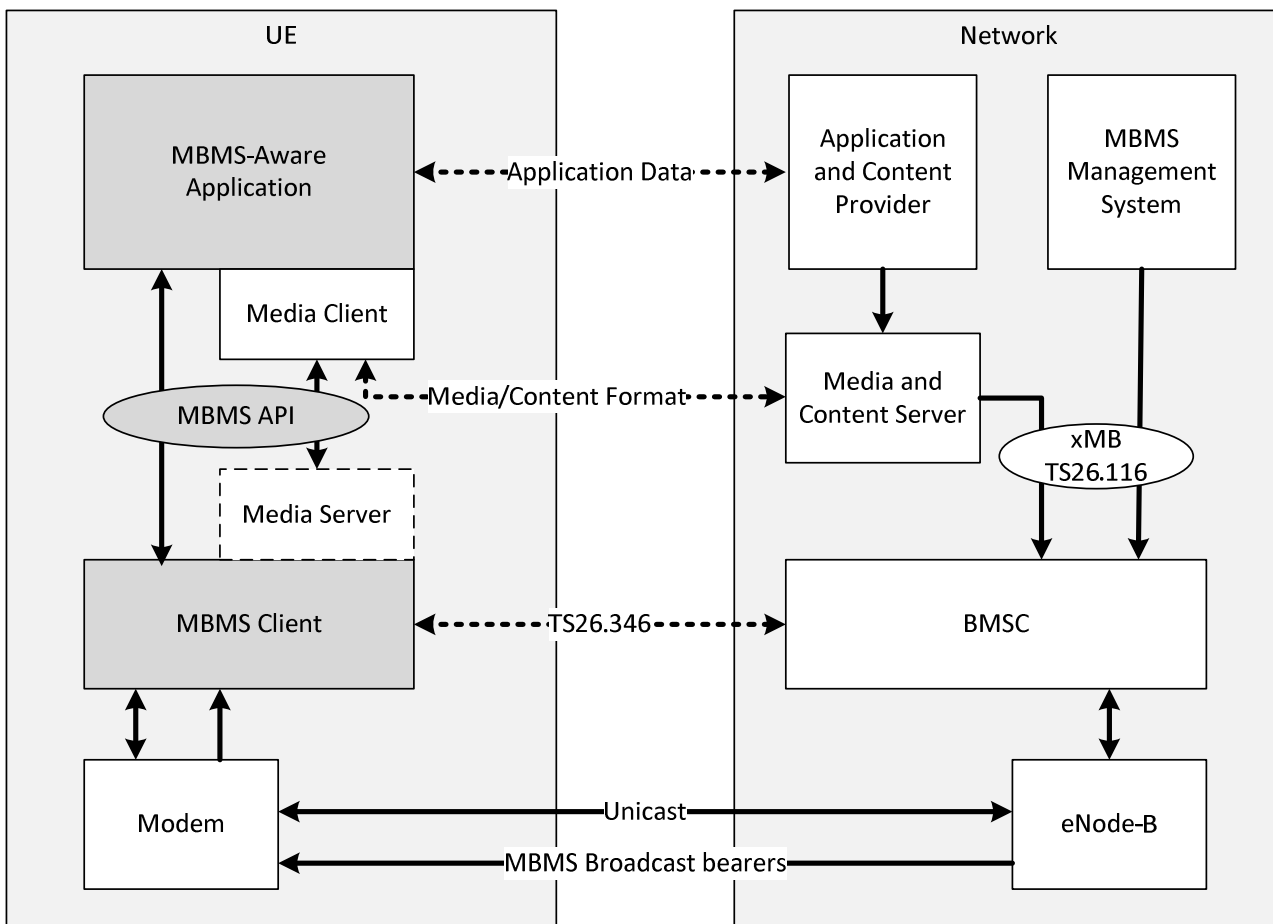 UE
Network
MBMS-Aware
Application
Application Data
Application
and Content
Provider
MBMS
Management
System
Media Client
Media/Content Format
Media and
Content Server
MBMS API
xMB
TS26.116
Media Server
MBMS Client
TS26.346
BMSC
Modem
Unicast
eNode-B
MBMS Broadcast bearers